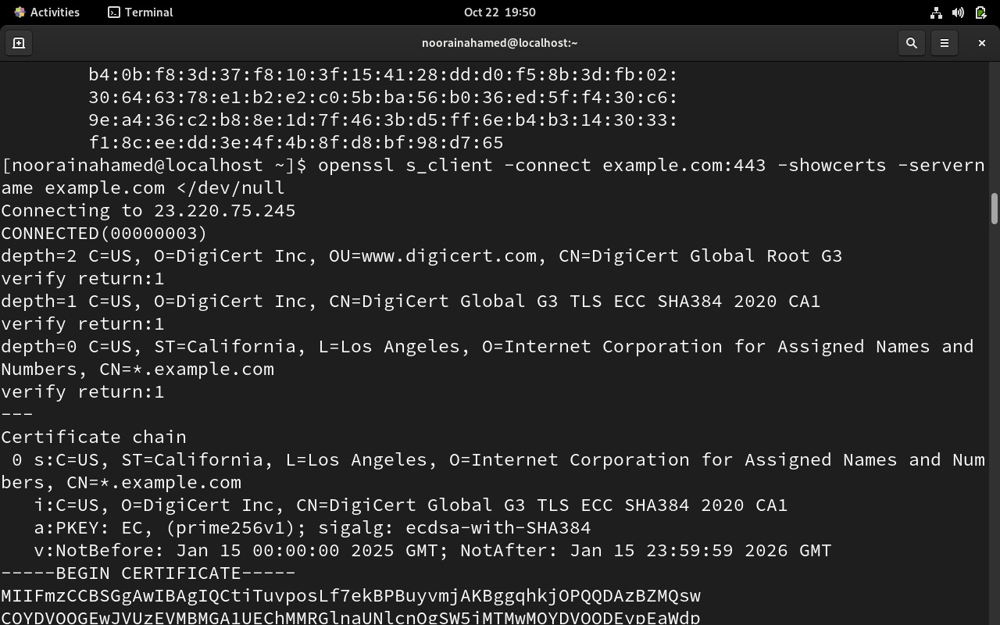 Activities Terminal Oct 22 19:50
noorainahamed@localhost:~
b4:0b:f8:3d:37:f8:10:3f:15:41:28:dd:d0:f5:8b:3d:fb:02:
30:64:63:78:e1:b2:e2:c0:5b:ba:56:b0:36:ed:5f:f4:30:c6:
9e:a4:36:c2:b8:8e:1d:7f:46:3b:d5:ff:6e:b4:b3:14:30:33:
f1:8c:ee:dd:3e:4f:4b:8f:d8:bf:98:d7:65
[noorainahamed@localhost ~]$ openssl s_client -connect example.com:443 -showcerts -servern
ame example.com </dev/null
Connecting to 23.220.75.245
CONNECTED(00000003)
depth=2 C=US, O=DigiCert Inc, OU=www.digicert.com, CN=DigiCert Global Root G3
verify return:1
depth=1 C=US, O=DigiCert Inc, CN=DigiCert Global G3 TLS ECC SHA384 2020 CA1
verify return:1
depth=0 C=US, ST=California, L=Los Angeles, O=Internet Corporation for Assigned Names and
Numbers, CN=*.example.com
verify return:1
---
Certificate chain
 0 s:C=US, ST=California, L=Los Angeles, O=Internet Corporation for Assigned Names and Num
bers, CN=*.example.com
   i:C=US, O=DigiCert Inc, CN=DigiCert Global G3 TLS ECC SHA384 2020 CA1
   a:PKEY: EC, (prime256v1); sigalg: ecdsa-with-SHA384
   v:NotBefore: Jan 15 00:00:00 2025 GMT; NotAfter: Jan 15 23:59:59 2026 GMT
-----BEGIN CERTIFICATE-----
MIIFmzCCBSGgAwIBAgIQCtiTuvposLf7ekBPBuyvmjAKBggqhkjOPQQDAzBZMQsw
CQYDVQQGEwJVUzEVMBMGA1UEChMMRGlnaUNlcnQgSW5jMTMwMQYDVQQDEypEaWdp